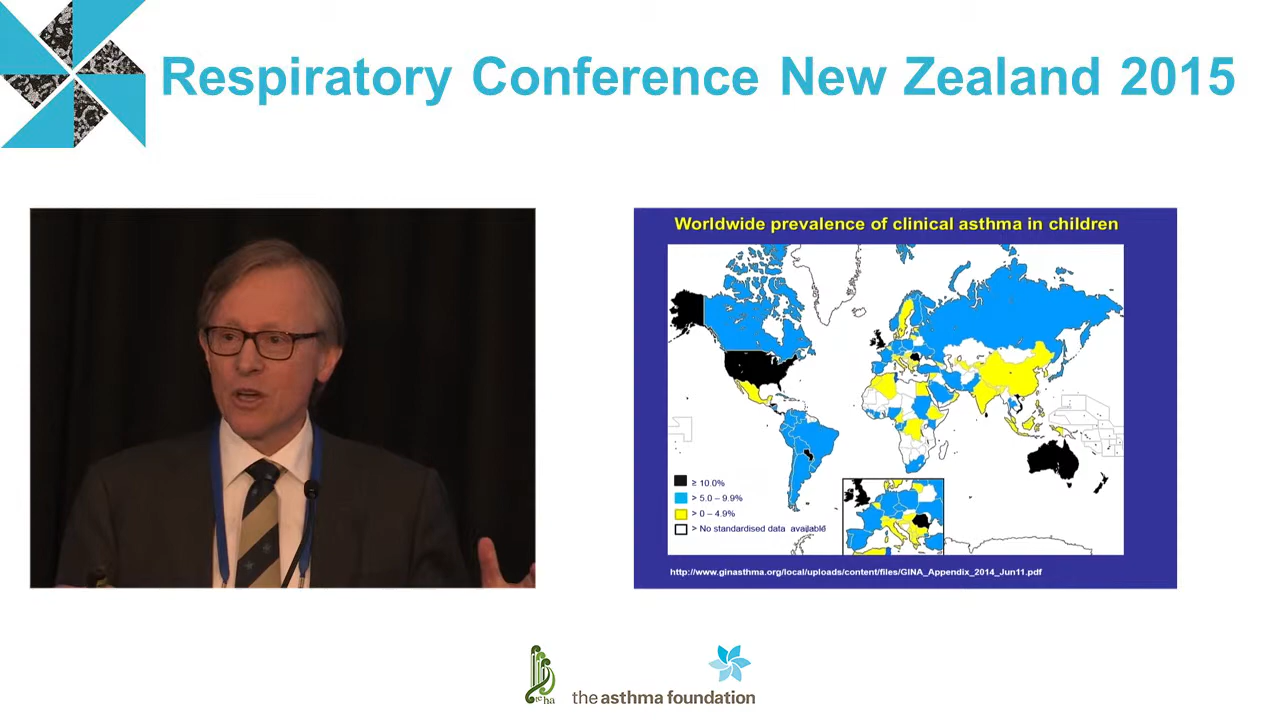 Respiratory Conference New Zealand 2015
Worldwide prevalence of clinical asthma in children
≥ 10.0%
> 5.0 – 9.9%
> 0 – 4.9%
> No standardised data available
http://www.ginasthma.org/local/uploads/content/files/GINA_Appendix_2014_Jun11.pdf
the asthma foundation